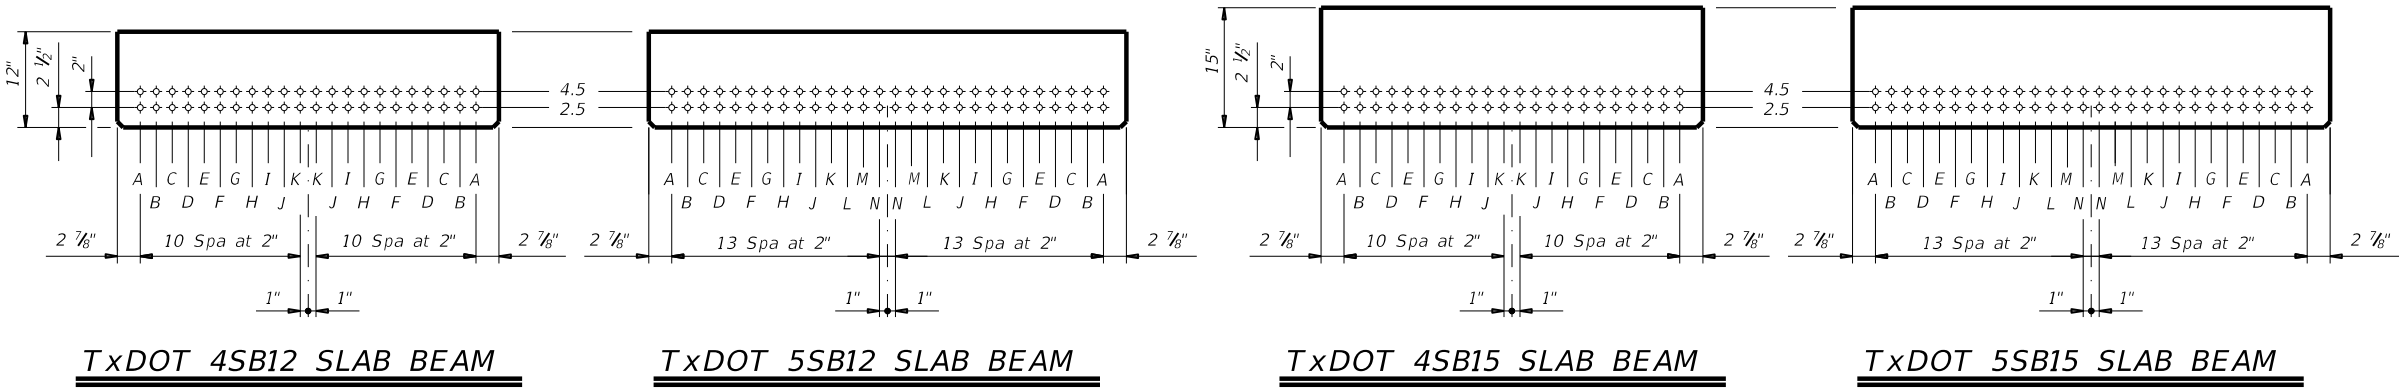 12" 2 ½" 2" 4.5 15" 2 ½" 2" 4.5
2.5 2.5
A C E G I K K I G E C A A C E G I K M M K I G E C A A C E G I K K I G E C A A C E G I K M M K I G E C A
B D F H J J H F D B B D F H J L N N L J H F D B B D F H J J H F D B B D F H J L N N L J H F D B
2 ⅞" 10 Spa at 2" 10 Spa at 2" 2 ⅞" 2 ⅞" 13 Spa at 2" 13 Spa at 2" 2 ⅞" 2 ⅞" 10 Spa at 2" 10 Spa at 2" 2 ⅞" 2 ⅞" 13 Spa at 2" 13 Spa at 2" 2 ⅞"
1" 1" 1" 1" 1" 1" 1" 1"
TxDOT 4SB12 SLAB BEAM TxDOT 5SB12 SLAB BEAM TxDOT 4SB15 SLAB BEAM TxDOT 5SB15 SLAB BEAM